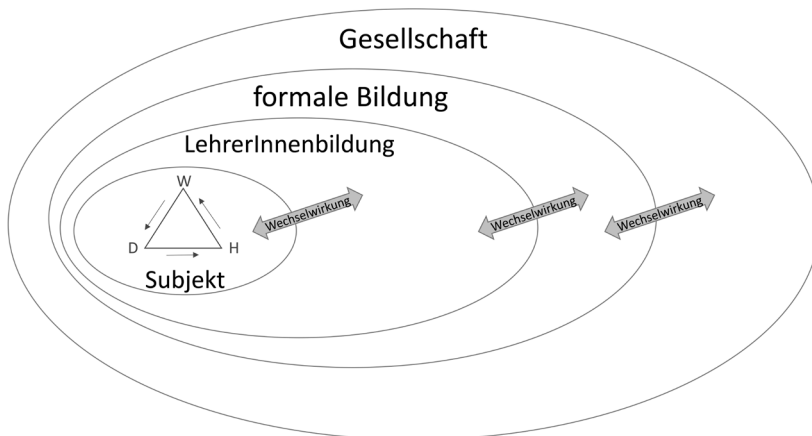 Gesellschaft
formale Bildung
LehrerInnenbildung
W
D
H
Subjekt
Wechselwirkung
Wechselwirkung
Wechselwirkung